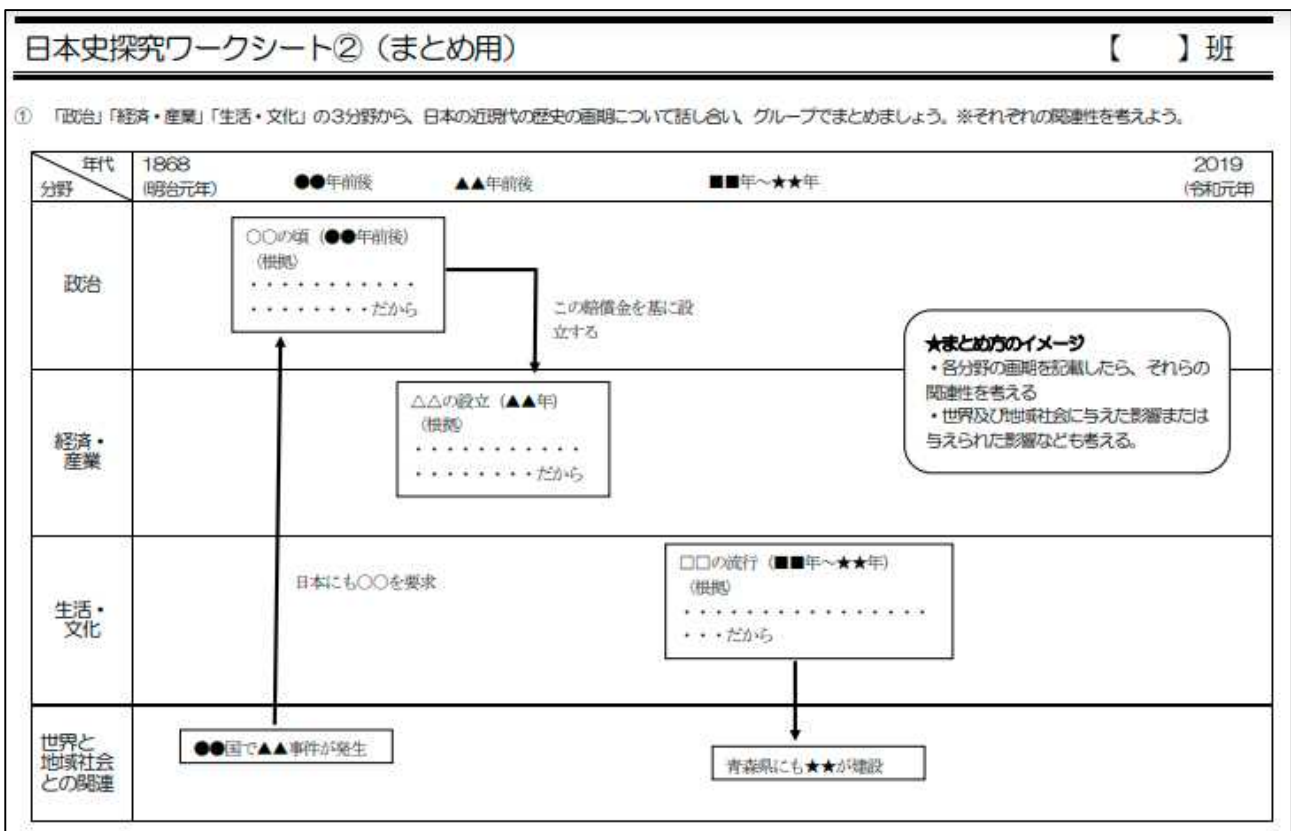 日本史探究ワークシート②（まとめ用）
【　　】班
① 「政治」「経済・産業」「生活・文化」の3分野から、日本の近現代の歴史の画期について話し合い、グループでまとめましょう。※それぞれの関連性を考えよう。
年代
分野
1868
(明治元年)
●●年前後
▲▲年前後
■■年～★★年
2019
(令和元年)
政治
○○の頃（●●年前後）
（根拠）
・・・・・・・・・・・
・・・・・・・・だから
この賠償金を基に設
立する
★まとめ方のイメージ
・各分野の画期を記載したら、それらの
関連性を考える
・世界及び地域社会に与えた影響または
与えられた影響なども考える。
経済・
産業
△△の設立（▲▲年）
（根拠）
・・・・・・・・・・・
・・・・・・・・だから
生活・
文化
日本にも○○を要求
□□の流行（■■年～★★年）
（根拠）
・・・・・・・・・・・・・・・・
・・・だから
世界と
地域社会
との関連
●●国で▲▲事件が発生
青森県にも★★が建設